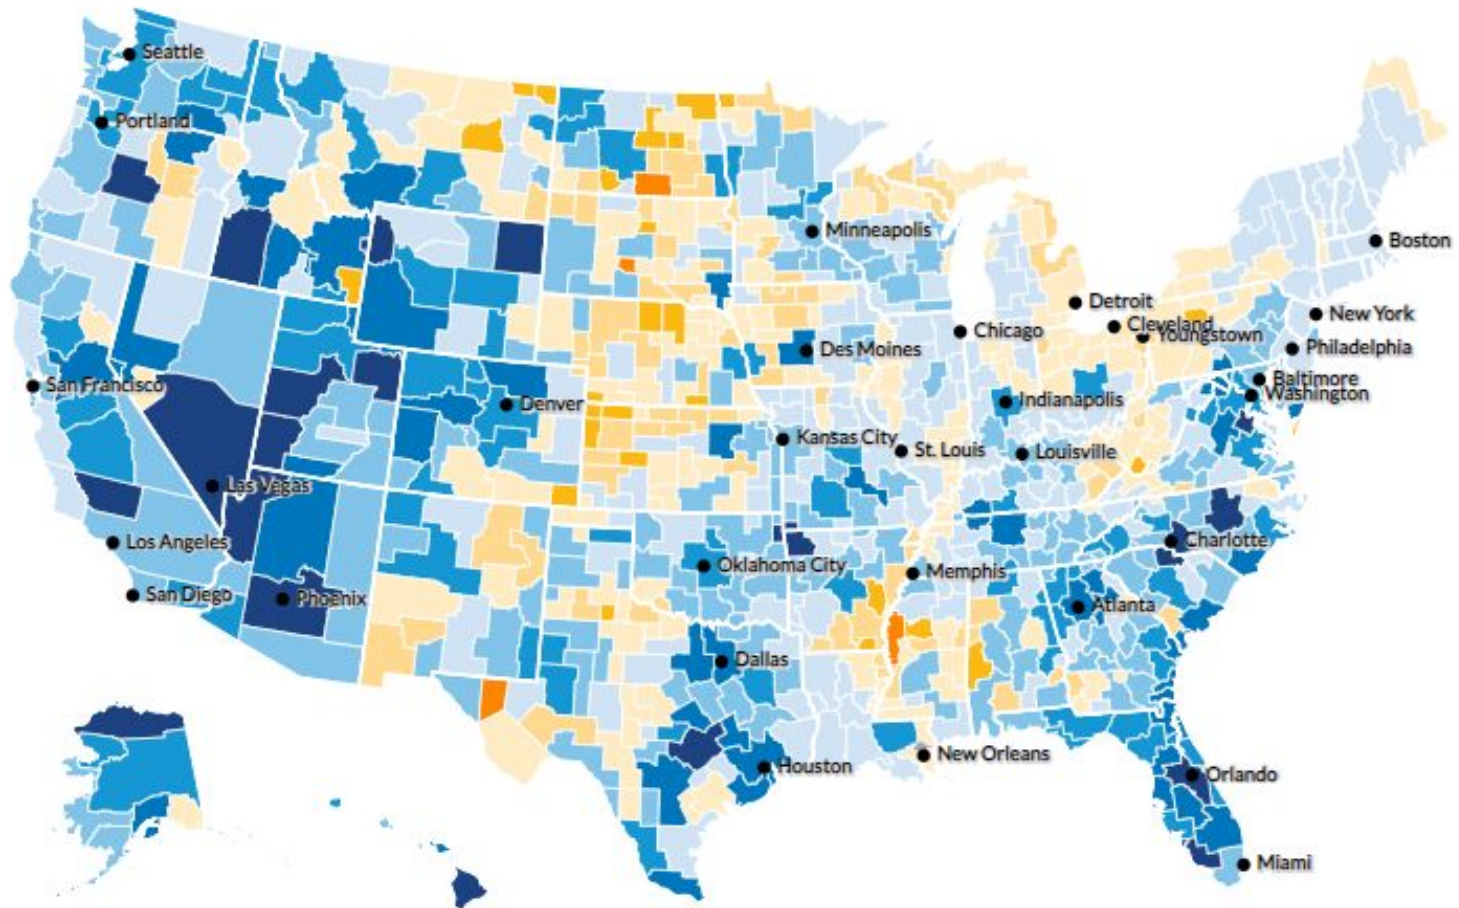 Seattle
Portland
Minneapolis
Boston
Detroit
New York
Cleveland
Chicago
Youngstown
Des Moines
Philadelphia
San Francisco
Baltimore
Washington
Denver
Indianapolis
Kansas City
St. Louis
Louisville
Las Vegas
Los Angeles
Charlotte
Oklahoma City
Memphis
San Diego
Phoenix
Atlanta
Dallas
New Orleans
Houston
Orlando
Miami